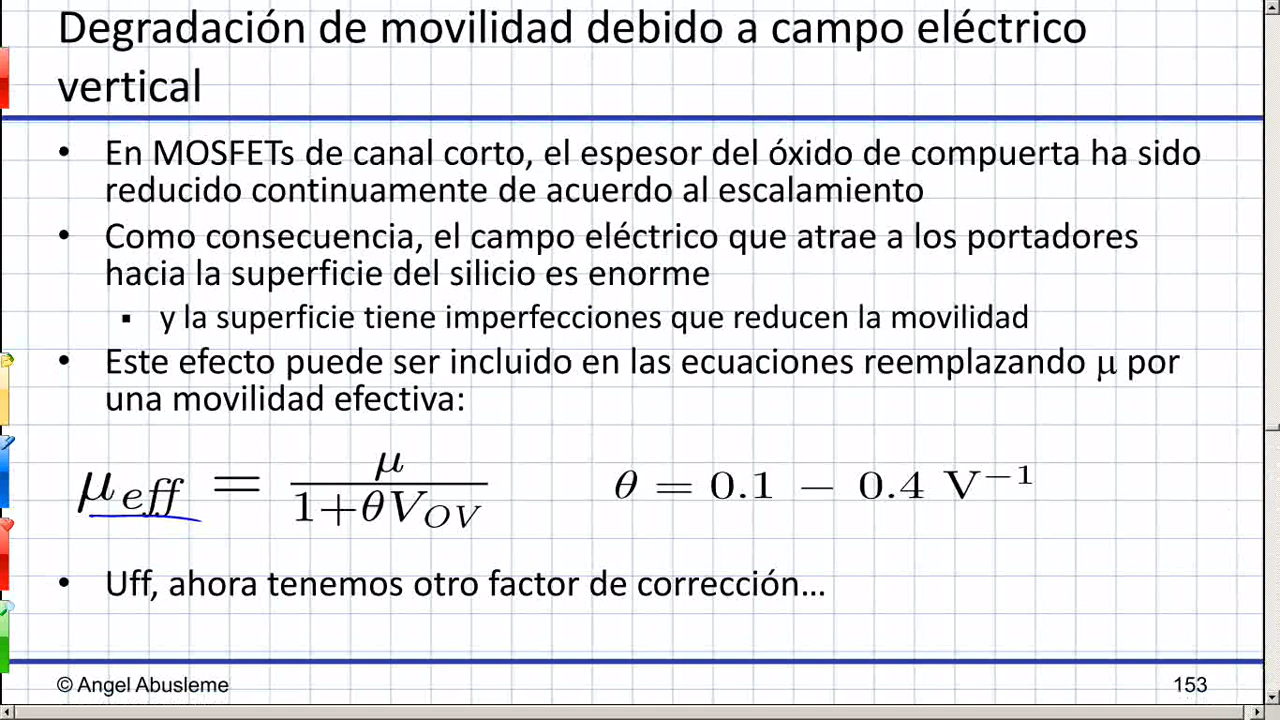 Degradación de movilidad debido a campo eléctrico
vertical
• En MOSFETs de canal corto, el espesor del óxido de compuerta ha sido
reducido continuamente de acuerdo al escalamiento
• Como consecuencia, el campo eléctrico que atrae a los portadores
hacia la superficie del silicio es enorme
▪ y la superficie tiene imperfecciones que reducen la movilidad
• Este efecto puede ser incluido en las ecuaciones reemplazando μ por
una movilidad efectiva:
μ_eff = μ / (1+θV_OV)    θ = 0.1 − 0.4 V⁻¹
• Uff, ahora tenemos otro factor de corrección...
© Angel Abusleme 153